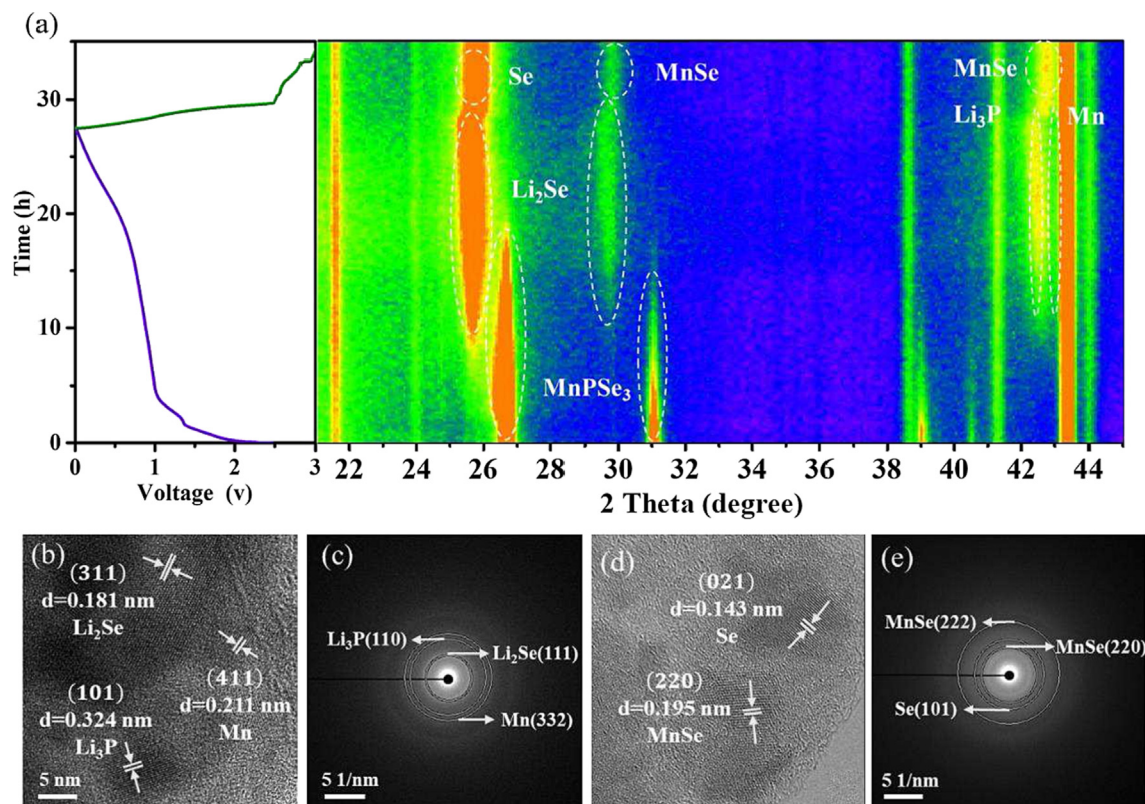 (a)
30
20
10
0
Time (h)
0 1 2 3
Voltage (v)
Se
MnSe
MnSe
Li₃P
Mn
Li₂Se
MnPSe₃
22 24 26 28 30 32 34 36 38 40 42 44
2 Theta (degree)
(b)
(311)
d=0.181 nm
Li₂Se
(411)
d=0.211 nm
Mn
(101)
d=0.324 nm
Li₃P
5 nm
(c)
Li₃P(110)
Li₂Se(111)
Mn(332)
5 1/nm
(d)
(021)
d=0.143 nm
Se
(220)
d=0.195 nm
MnSe
5 nm
(e)
MnSe(222)
MnSe(220)
Se(101)
5 1/nm